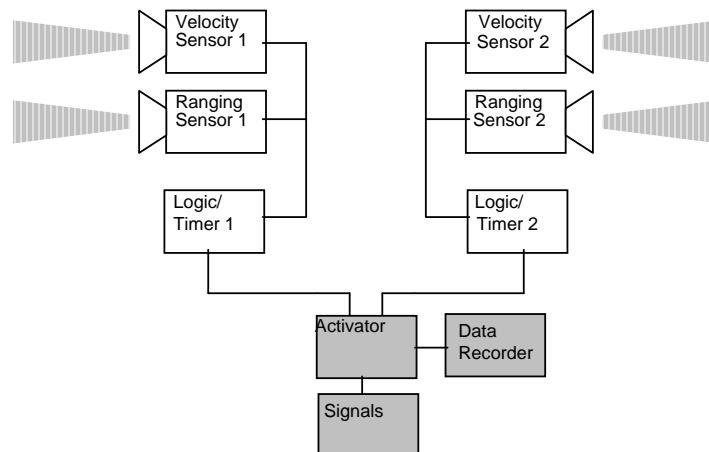 Velocity
Sensor 1
Velocity
Sensor 2
Ranging
Sensor 1
Ranging
Sensor 2
Logic/
Timer 1
Logic/
Timer 2
Activator
Data
Recorder
Signals